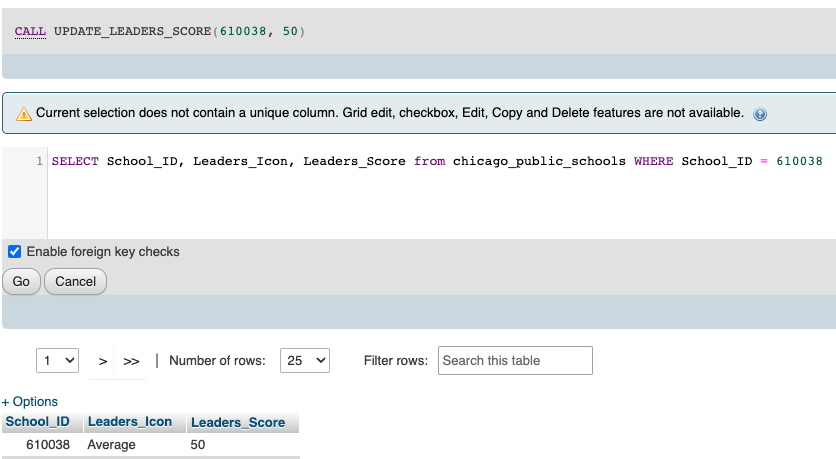 CALL UPDATE_LEADERS_SCORE(610038, 50)
Current selection does not contain a unique column. Grid edit, checkbox, Edit, Copy and Delete features are not available.
1 SELECT School_ID, Leaders_Icon, Leaders_Score from chicago_public_schools WHERE School_ID = 610038
Enable foreign key checks
Go Cancel
1 > >> | Number of rows: 25 Filter rows: Search this table
+ Options
School_ID Leaders_Icon Leaders_Score
610038 Average 50